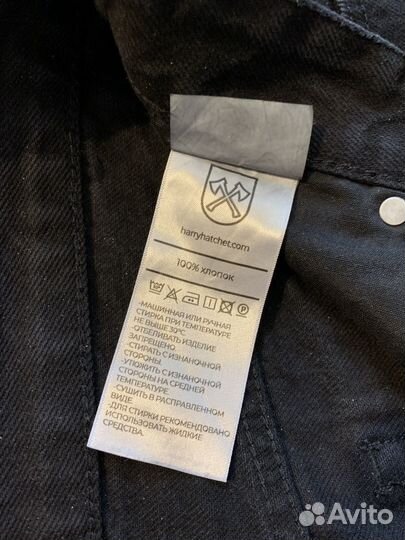 harryhatchet.com
100% ХЛОПОК
-МАШИННАЯ ИЛИ РУЧНАЯ
СТИРКА ПРИ ТЕМПЕРАТУРЕ
НЕ ВЫШЕ 30°C.
-ОТБЕЛИВАТЬ ИЗДЕЛИЕ
ЗАПРЕЩЕНО.
-СТИРАТЬ С ИЗНАНОЧНОЙ
СТОРОНЫ.
-УТЮЖИТЬ С ИЗНАНОЧНОЙ
СТОРОНЫ НА СРЕДНЕЙ
ТЕМПЕРАТУРЕ.
-СУШИТЬ В РАСПРАВЛЕННОМ
ВИДЕ.
-ДЛЯ СТИРКИ РЕКОМЕНДОВАНО
ИСПОЛЬЗОВАТЬ ЖИДКИЕ
СРЕДСТВА.
Avito